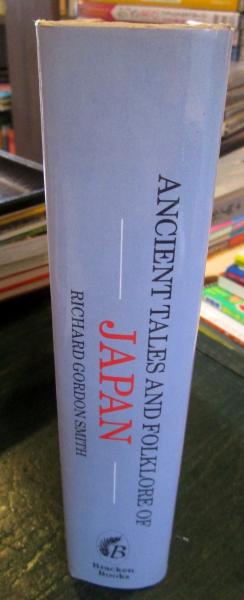 ANCIENT TALES AND FOLKLORE OF
JAPAN
RICHARD GORDON SMITH
B
Bracken
Books